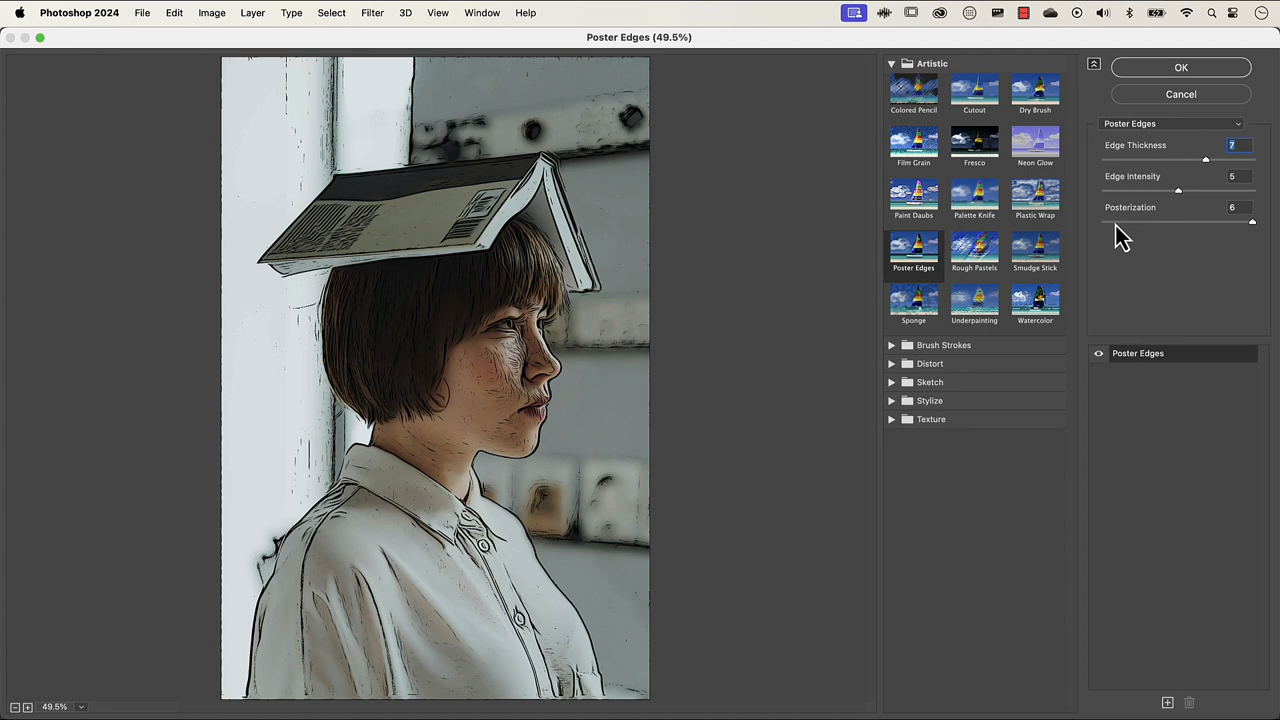 Photoshop 2024 File Edit Image Layer Type Select Filter 3D View Window Help
Poster Edges (49.5%)
Artistic
Colored Pencil Cutout Dry Brush
Film Grain Fresco Neon Glow
Paint Daubs Palette Knife Plastic Wrap
Poster Edges Rough Pastels Smudge Stick
Sponge Underpainting Watercolor
Brush Strokes
Distort
Sketch
Stylize
Texture
OK
Cancel
Poster Edges
Edge Thickness 7
Edge Intensity 5
Posterization 6
Poster Edges
49.5%